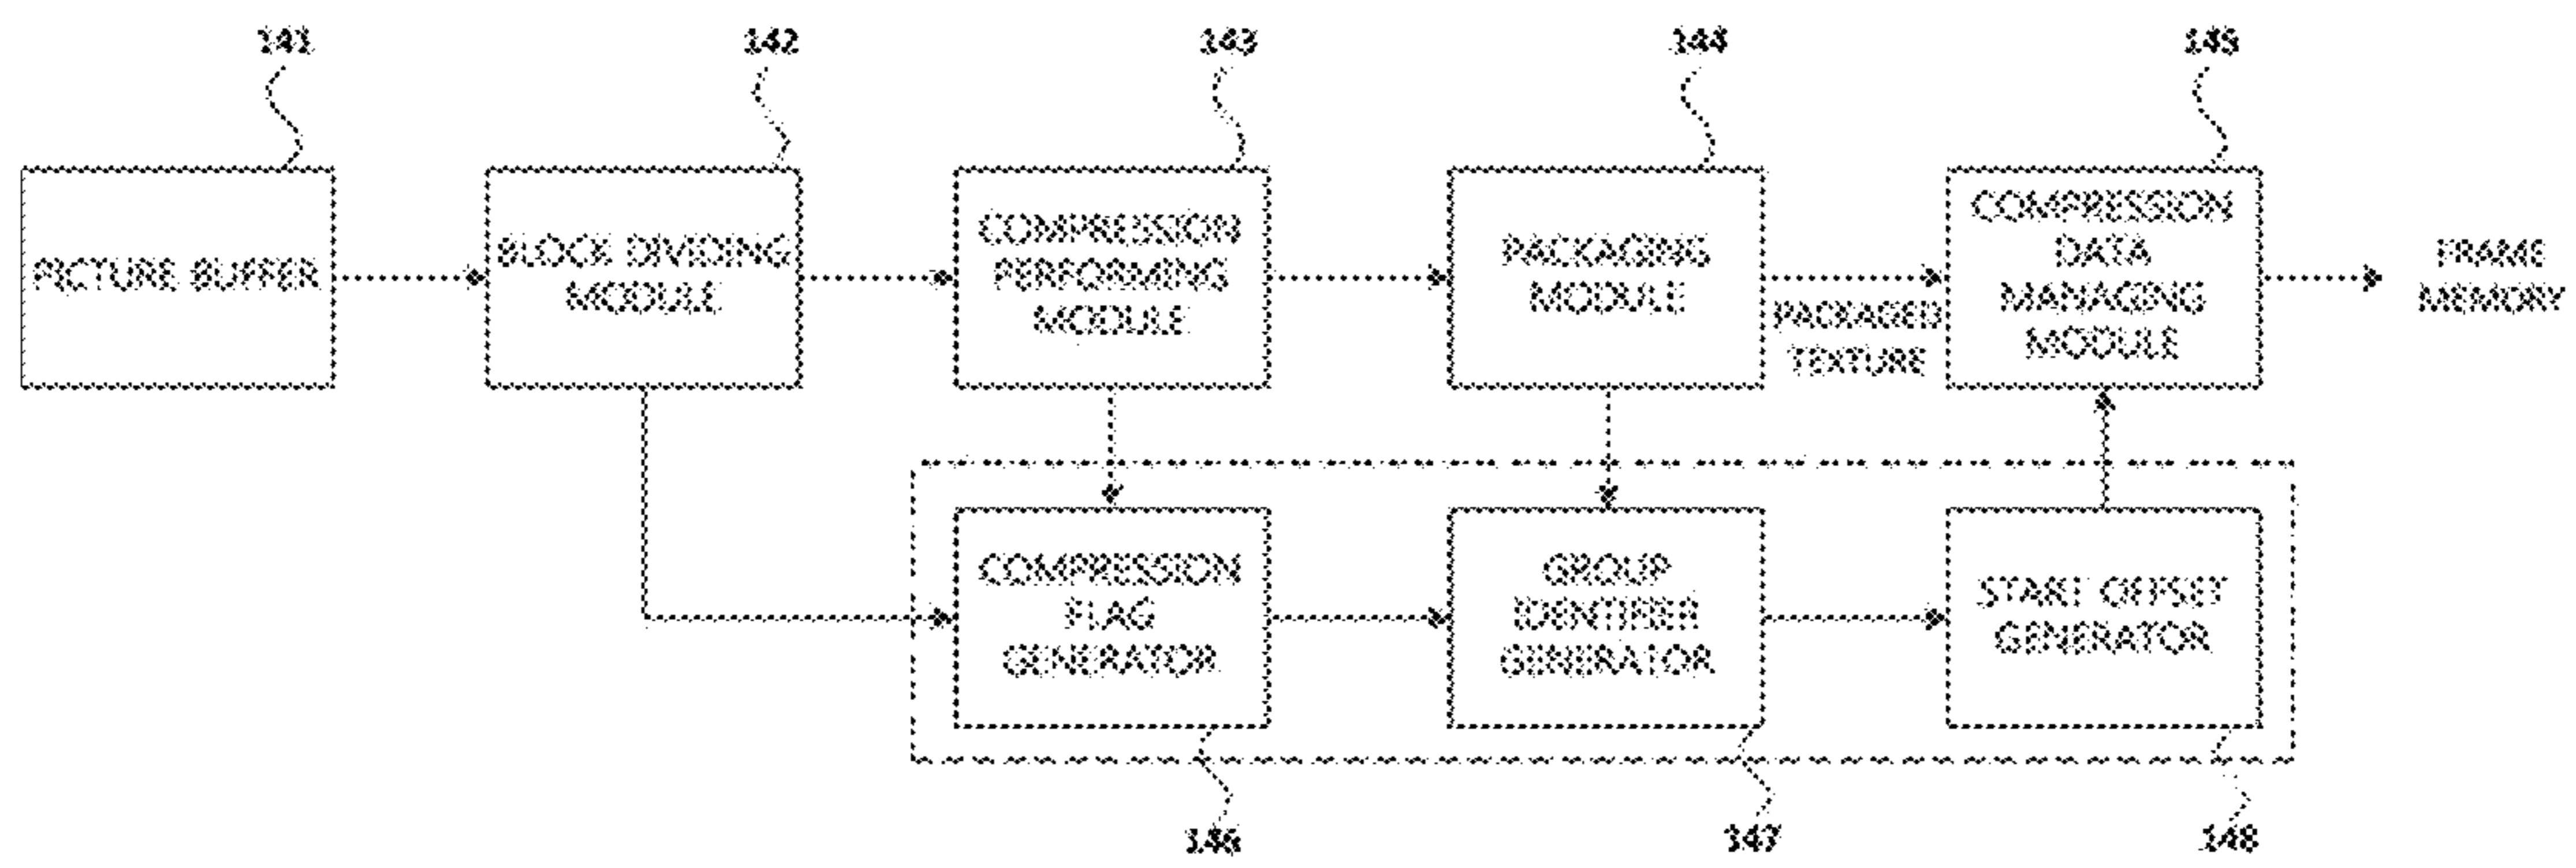 141
142
143
144
145
PICTURE BUFFER
BLOCK DIVIDING
MODULE
COMPRESSION
PERFORMING
MODULE
PACKAGING
MODULE
PACKAGED
TEXTURE
COMPRESSION
DATA
MANAGING
MODULE
FRAME
MEMORY
COMPRESSION
FLAG
GENERATOR
GROUP
IDENTIFIER
GENERATOR
START OFFSET
GENERATOR
146
147
148